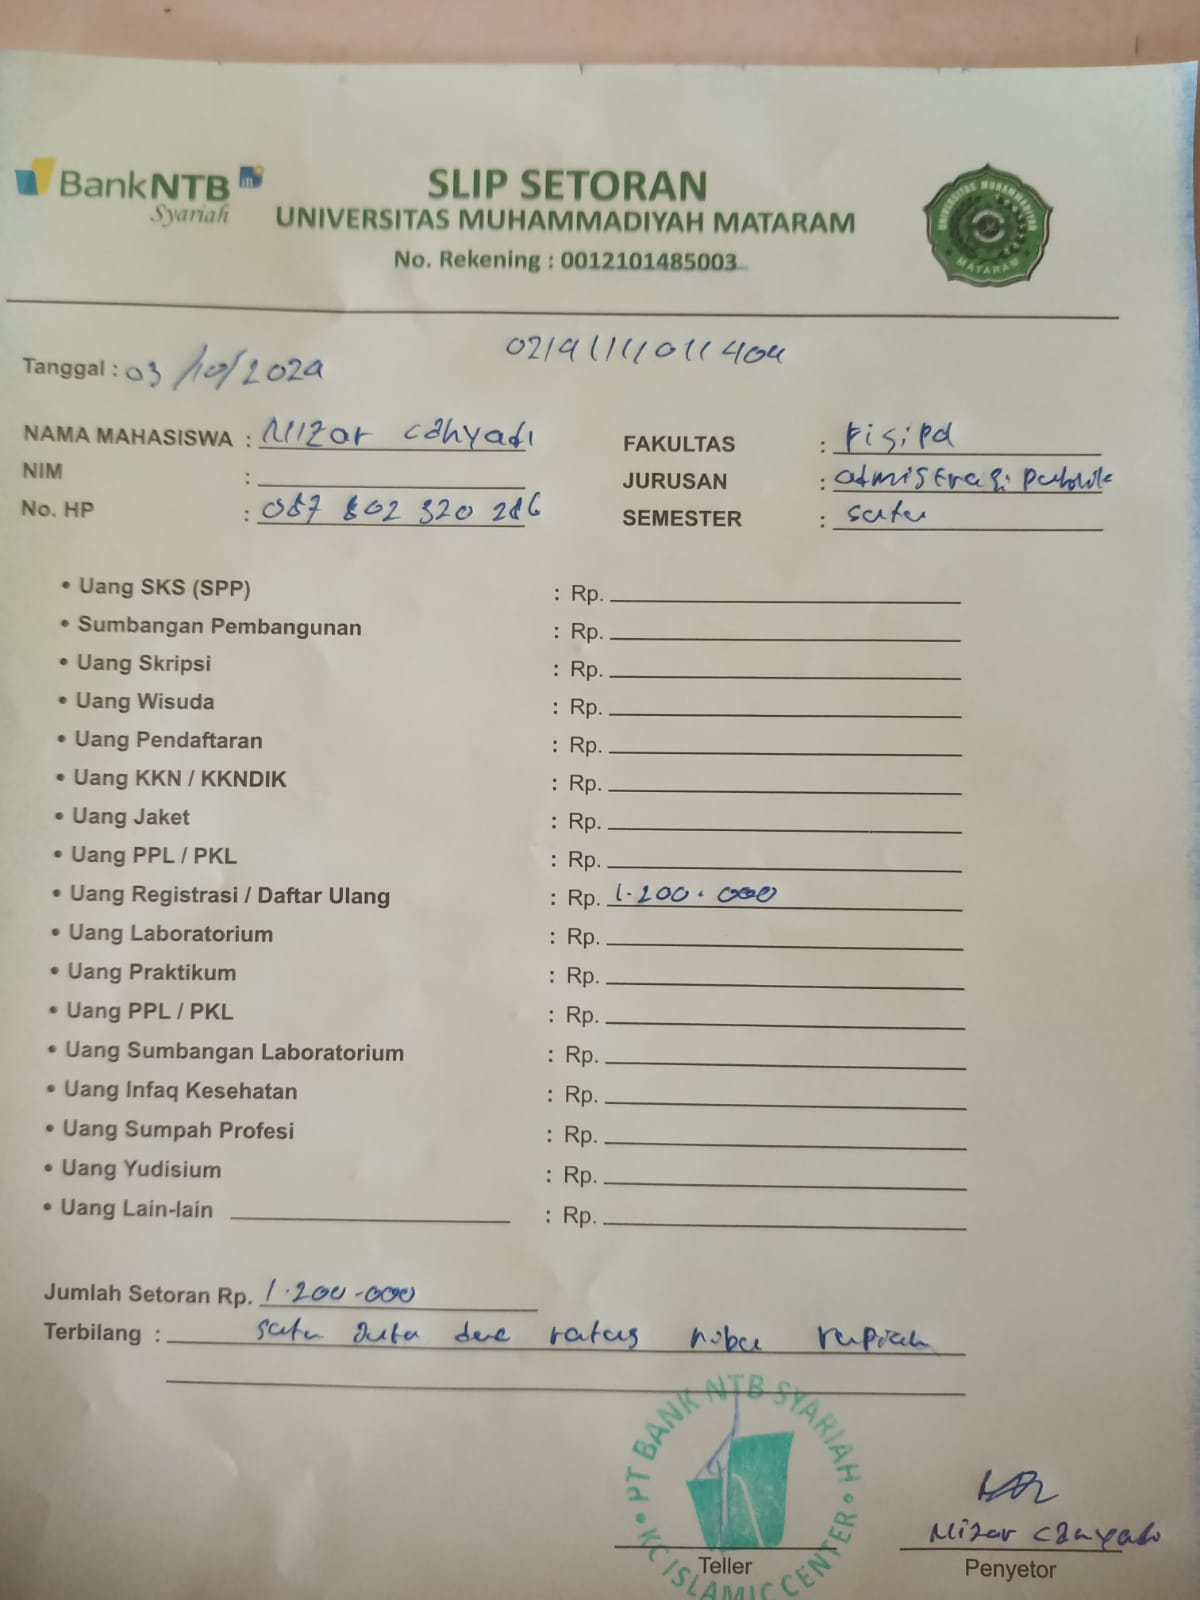 BankNTB
Syariah
SLIP SETORAN
UNIVERSITAS MUHAMMADIYAH MATARAM
No. Rekening : 0012101485003
UNIVERSITAS MUHAMMADIYAH
MATARAM
Tanggal : 03/10/2024
NAMA MAHASISWA : Nizar Cahyadi
FAKULTAS : Fisipol
NIM :
JURUSAN : admistrasi publik
No. HP : 087 802 320 286
SEMESTER : satu
• Uang SKS (SPP) : Rp.
• Sumbangan Pembangunan : Rp.
• Uang Skripsi : Rp.
• Uang Wisuda : Rp.
• Uang Pendaftaran : Rp.
• Uang KKN / KKNDIK : Rp.
• Uang Jaket : Rp.
• Uang PPL / PKL : Rp.
• Uang Registrasi / Daftar Ulang : Rp. 1.200.000
• Uang Laboratorium : Rp.
• Uang Praktikum : Rp.
• Uang PPL / PKL : Rp.
• Uang Sumbangan Laboratorium : Rp.
• Uang Infaq Kesehatan : Rp.
• Uang Sumpah Profesi : Rp.
• Uang Yudisium : Rp.
• Uang Lain-lain : Rp.
Jumlah Setoran Rp. 1.200.000
Terbilang : satu Juta dua ratus ribu rupiah
PT BANK NTB SYARIAH
KC ISLAMIC CENTER
Nizar Cahyadi
Teller
Penyetor